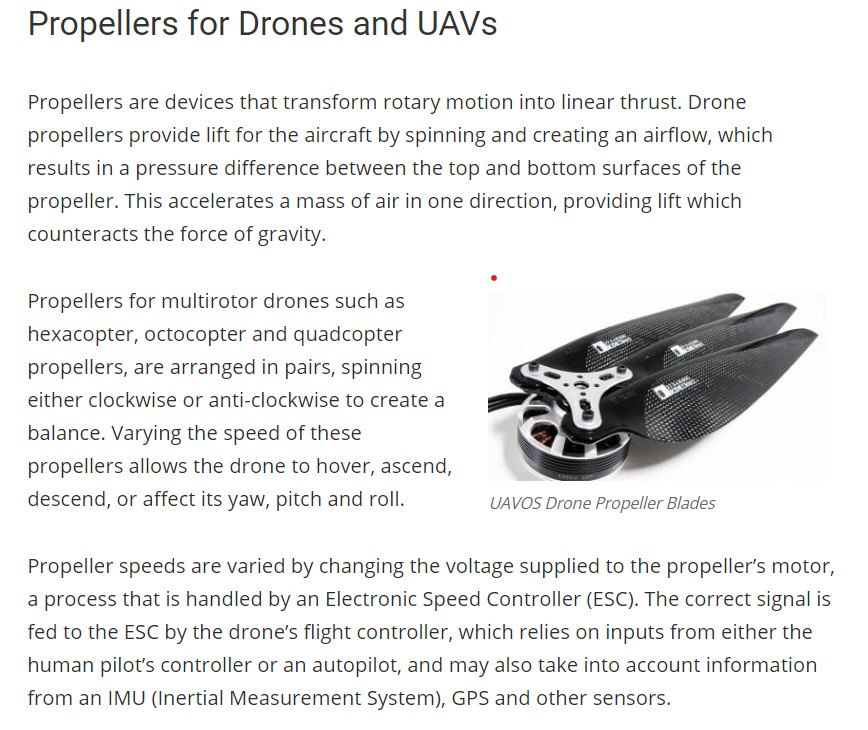 Propellers for Drones and UAVs
Propellers are devices that transform rotary motion into linear thrust. Drone
propellers provide lift for the aircraft by spinning and creating an airflow, which
results in a pressure difference between the top and bottom surfaces of the
propeller. This accelerates a mass of air in one direction, providing lift which
counteracts the force of gravity.
Propellers for multirotor drones such as
hexacopter, octocopter and quadcopter
propellers, are arranged in pairs, spinning
either clockwise or anti-clockwise to create a
balance. Varying the speed of these
propellers allows the drone to hover, ascend,
descend, or affect its yaw, pitch and roll.
UAVOS Drone Propeller Blades
Propeller speeds are varied by changing the voltage supplied to the propeller’s motor,
a process that is handled by an Electronic Speed Controller (ESC). The correct signal is
fed to the ESC by the drone’s flight controller, which relies on inputs from either the
human pilot’s controller or an autopilot, and may also take into account information
from an IMU (Inertial Measurement System), GPS and other sensors.